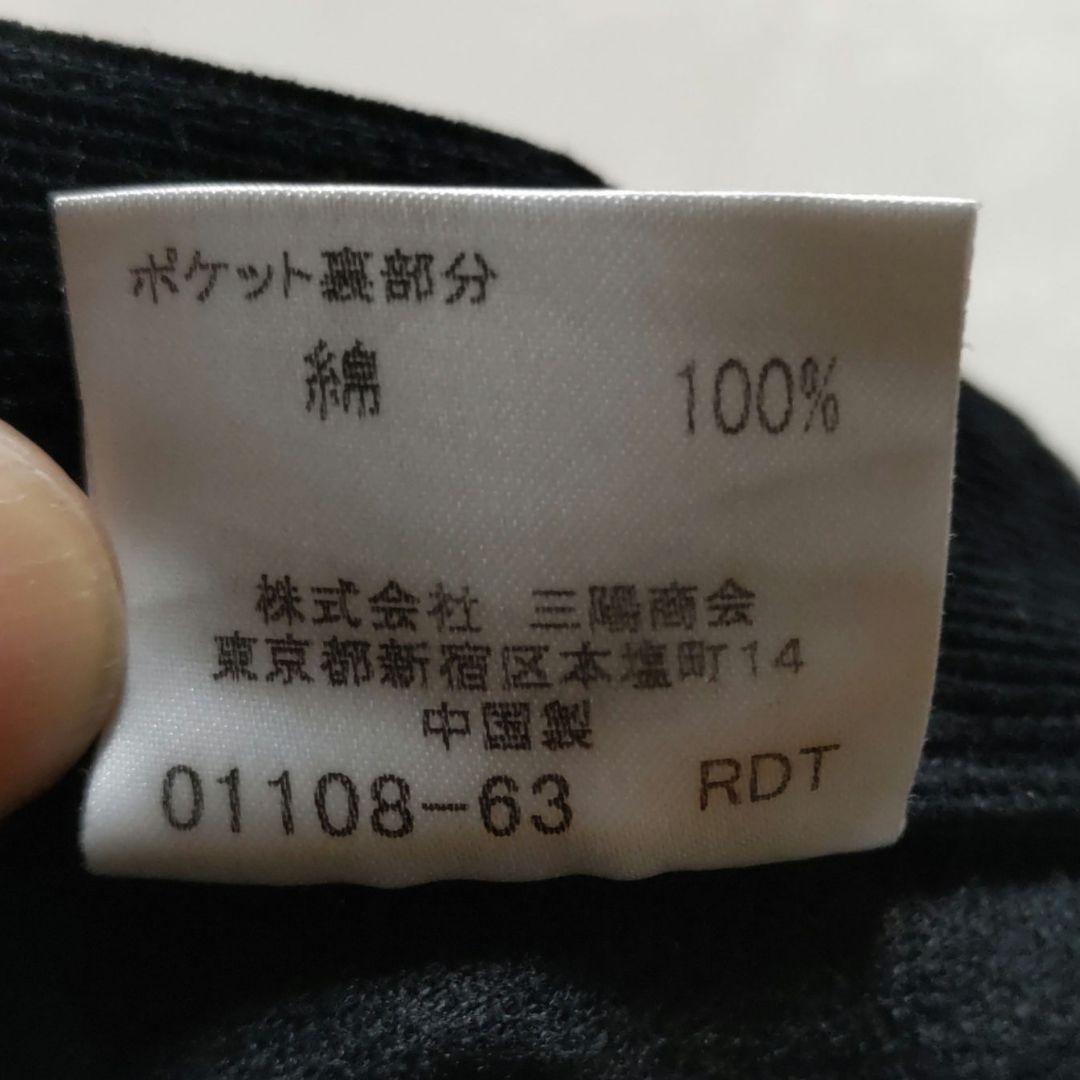 ポケット裏部分
綿 100%
株式会社 三陽商会
東京都新宿区本塩町14
中国製
01108-63 RDT